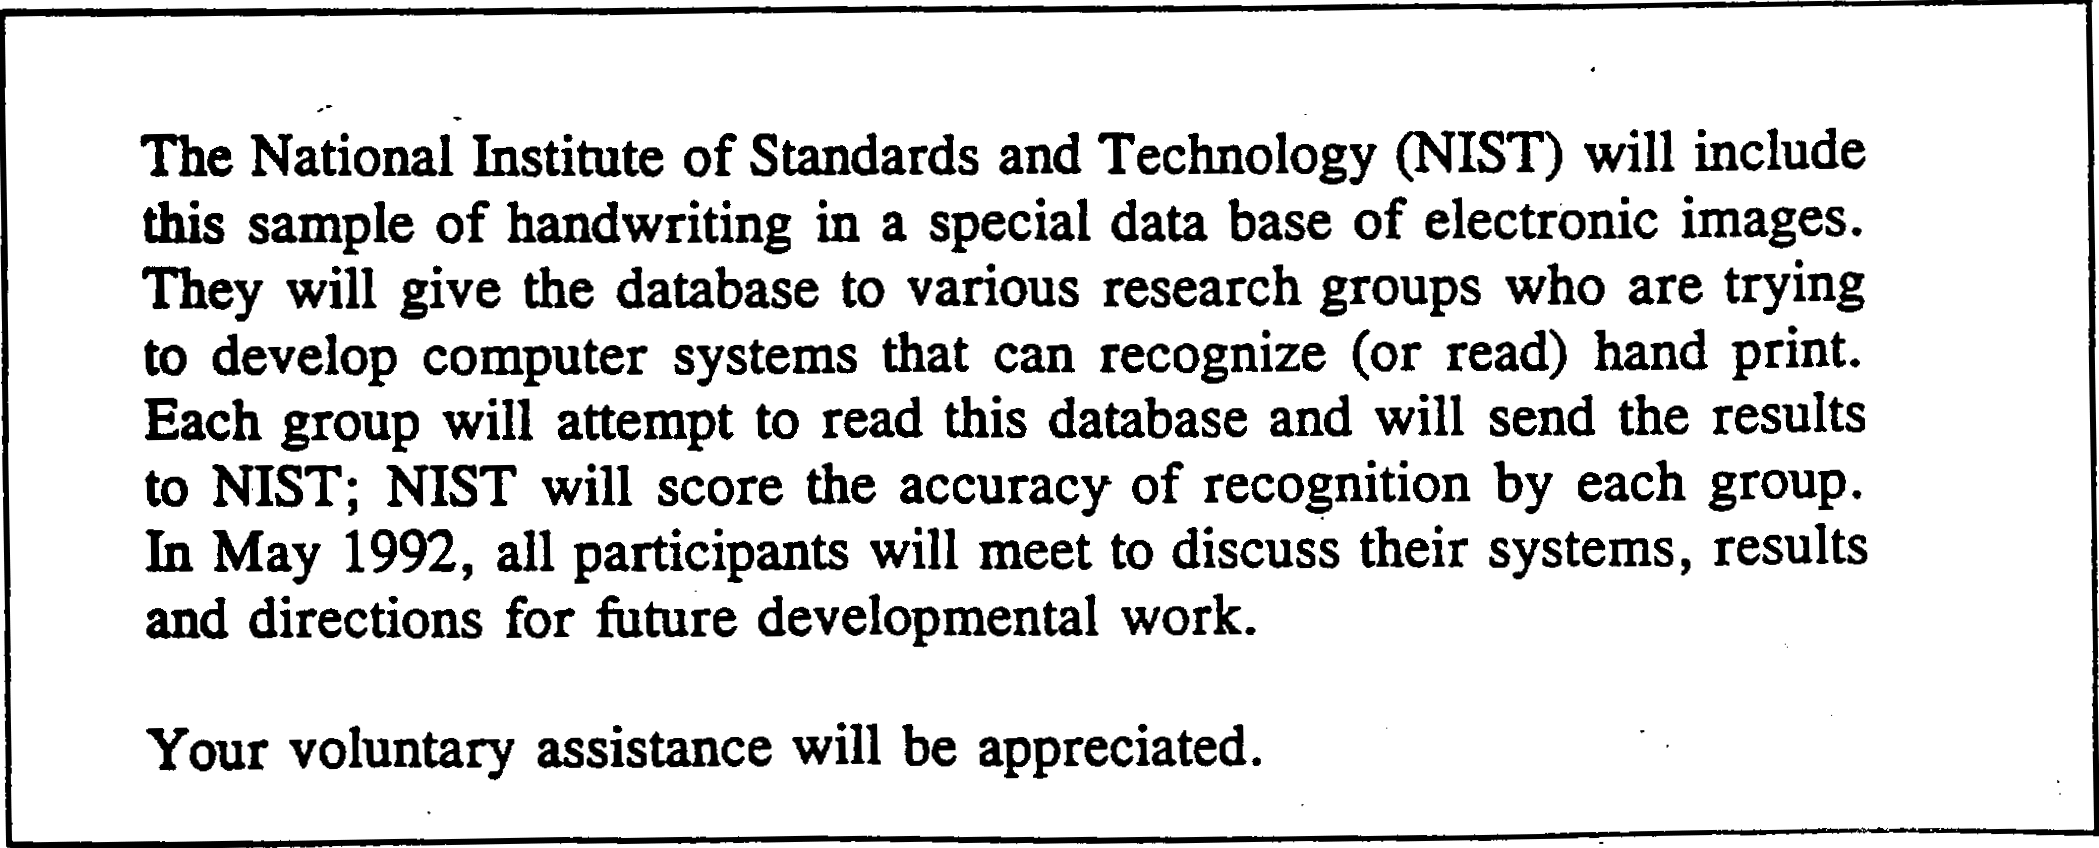 The National Institute of Standards and Technology (NIST) will include
this sample of handwriting in a special data base of electronic images.
They will give the database to various research groups who are trying
to develop computer systems that can recognize (or read) hand print.
Each group will attempt to read this database and will send the results
to NIST; NIST will score the accuracy of recognition by each group.
In May 1992, all participants will meet to discuss their systems, results
and directions for future developmental work.
Your voluntary assistance will be appreciated.